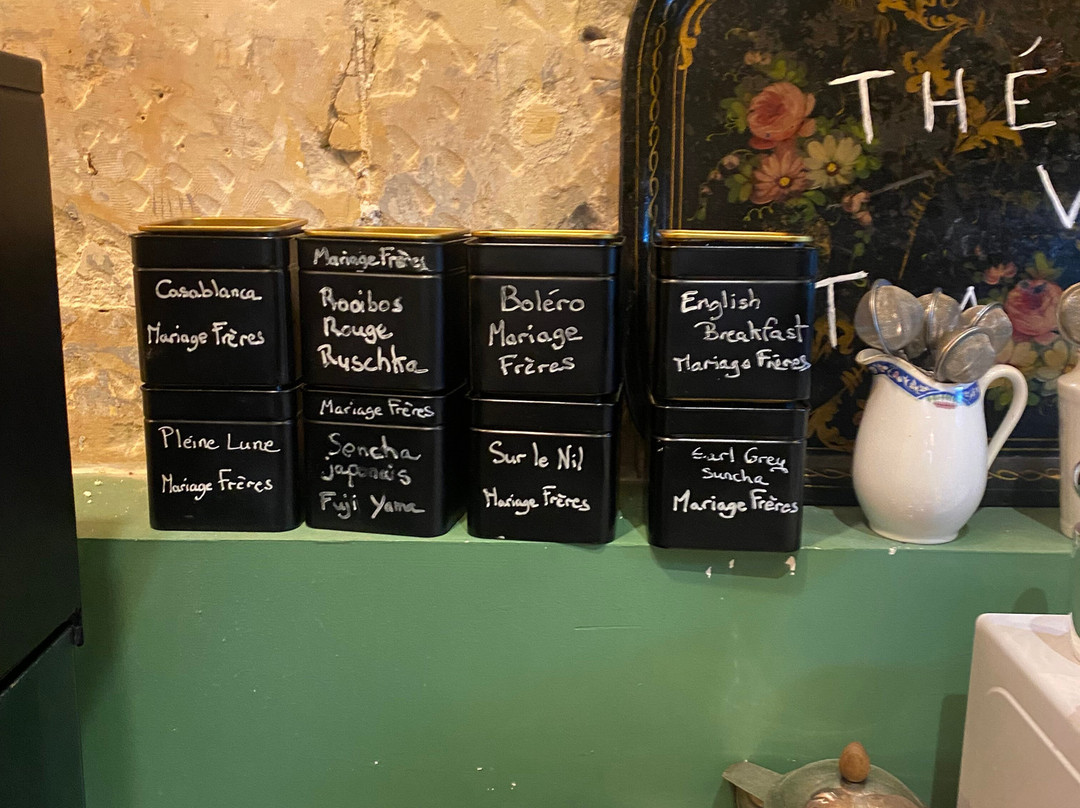 Casablanca
Mariage Frères
Mariage Frères
Rooibos
Rouge
Ruschka
Boléro
Mariage
Frères
English
Breakfast
Mariage Frères
Pleine Lune
Mariage Frères
Mariage Frères
Sencha
japonais
Fuji Yama
Sur le Nil
Mariage Frères
Earl Grey
Suncha
Mariage Frères
THÉ
V
T